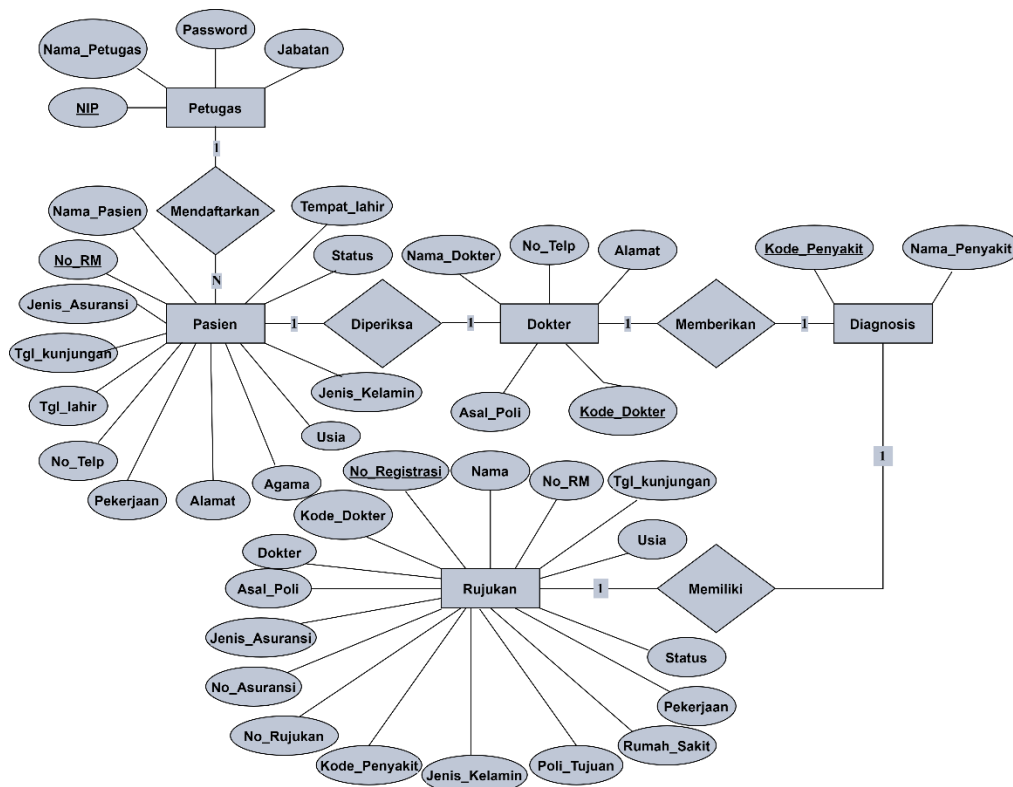 Password
Nama_Petugas
Jabatan
NIP
Petugas
1
Mendaftarkan
Nama_Pasien
Tempat_lahir
No_RM
Status
N
Jenis_Asuransi
Pasien
1
Diperiksa
1
Nama_Dokter
No_Telp
Alamat
Dokter
1
Memberikan
1
Kode_Penyakit
Nama_Penyakit
Diagnosis
Tgl_kunjungan
Tgl_lahir
No_Telp
Pekerjaan
Alamat
Agama
Usia
Jenis_Kelamin
Asal_Poli
Kode_Dokter
1
No_Registrasi
Nama
No_RM
Tgl_kunjungan
Kode_Dokter
Usia
Dokter
Asal_Poli
Rujukan
1
Memiliki
Jenis_Asuransi
Status
No_Asuransi
Pekerjaan
No_Rujukan
Rumah_Sakit
Kode_Penyakit
Jenis_Kelamin
Poli_Tujuan